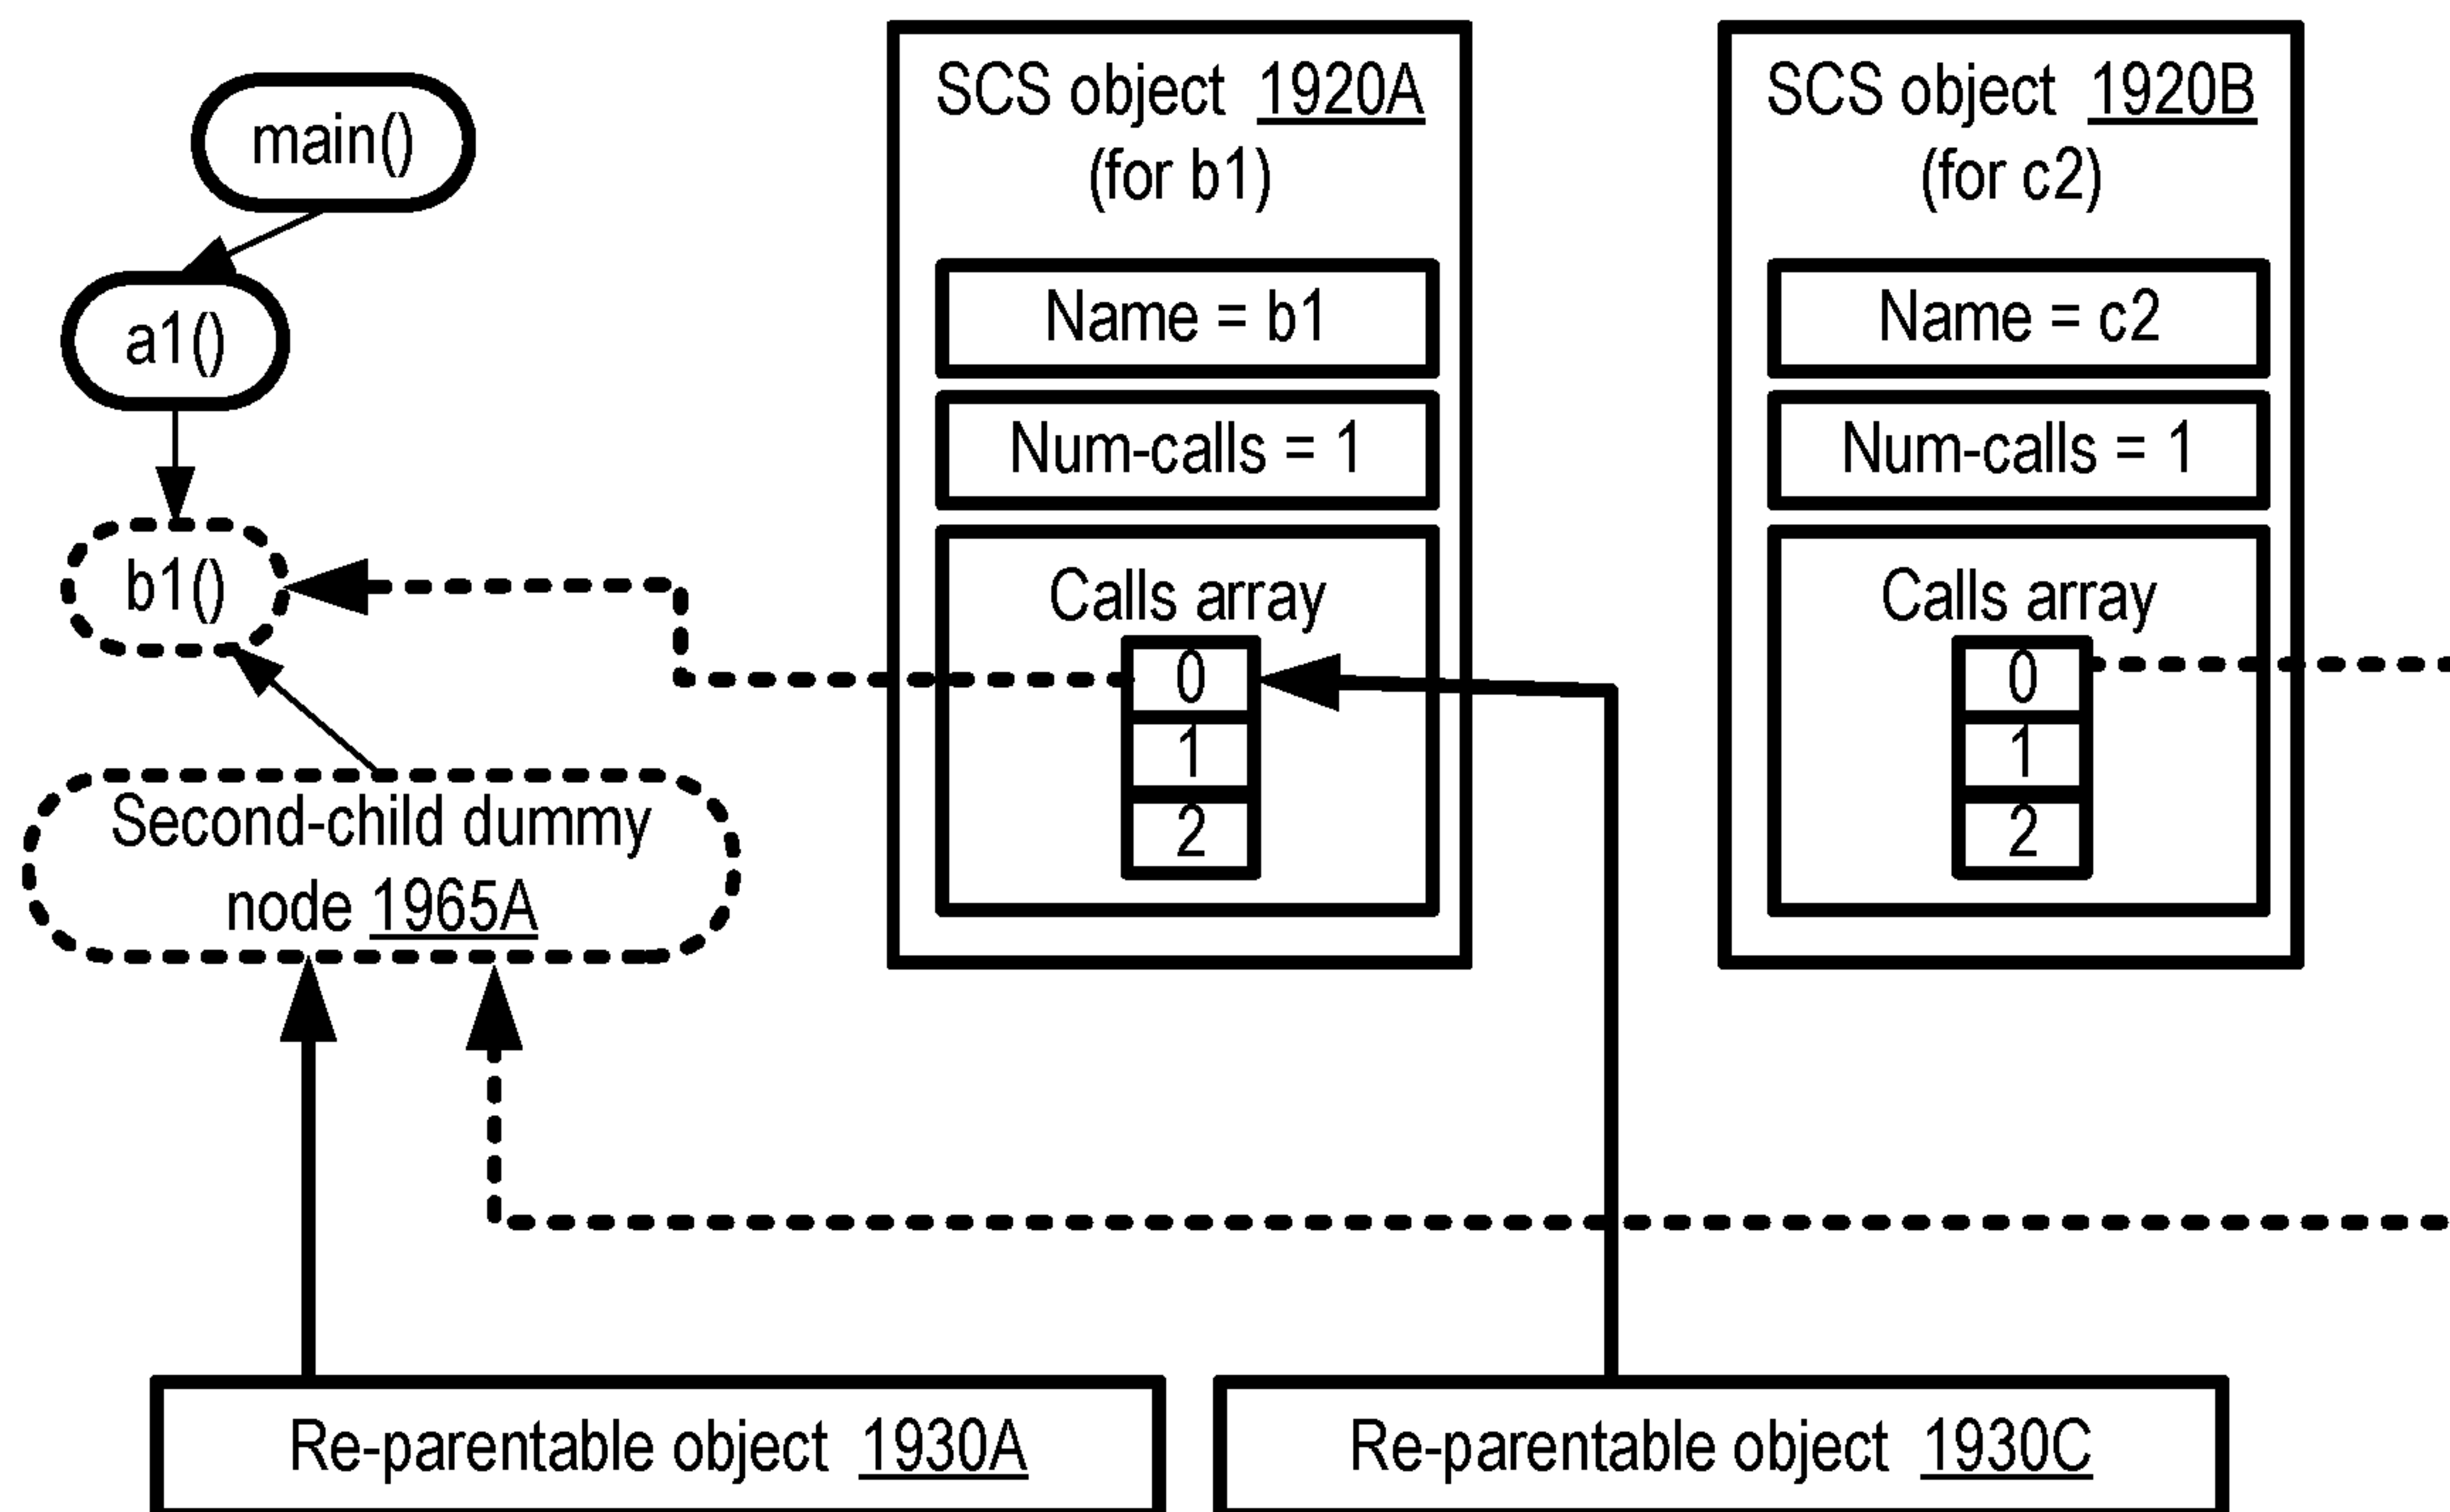 main()
a1()
b1()
Second-child dummy
node 1965A
SCS object 1920A
(for b1)
Name = b1
Num-calls = 1
Calls array
0
1
2
SCS object 1920B
(for c2)
Name = c2
Num-calls = 1
Calls array
0
1
2
Re-parentable object 1930A
Re-parentable object 1930C